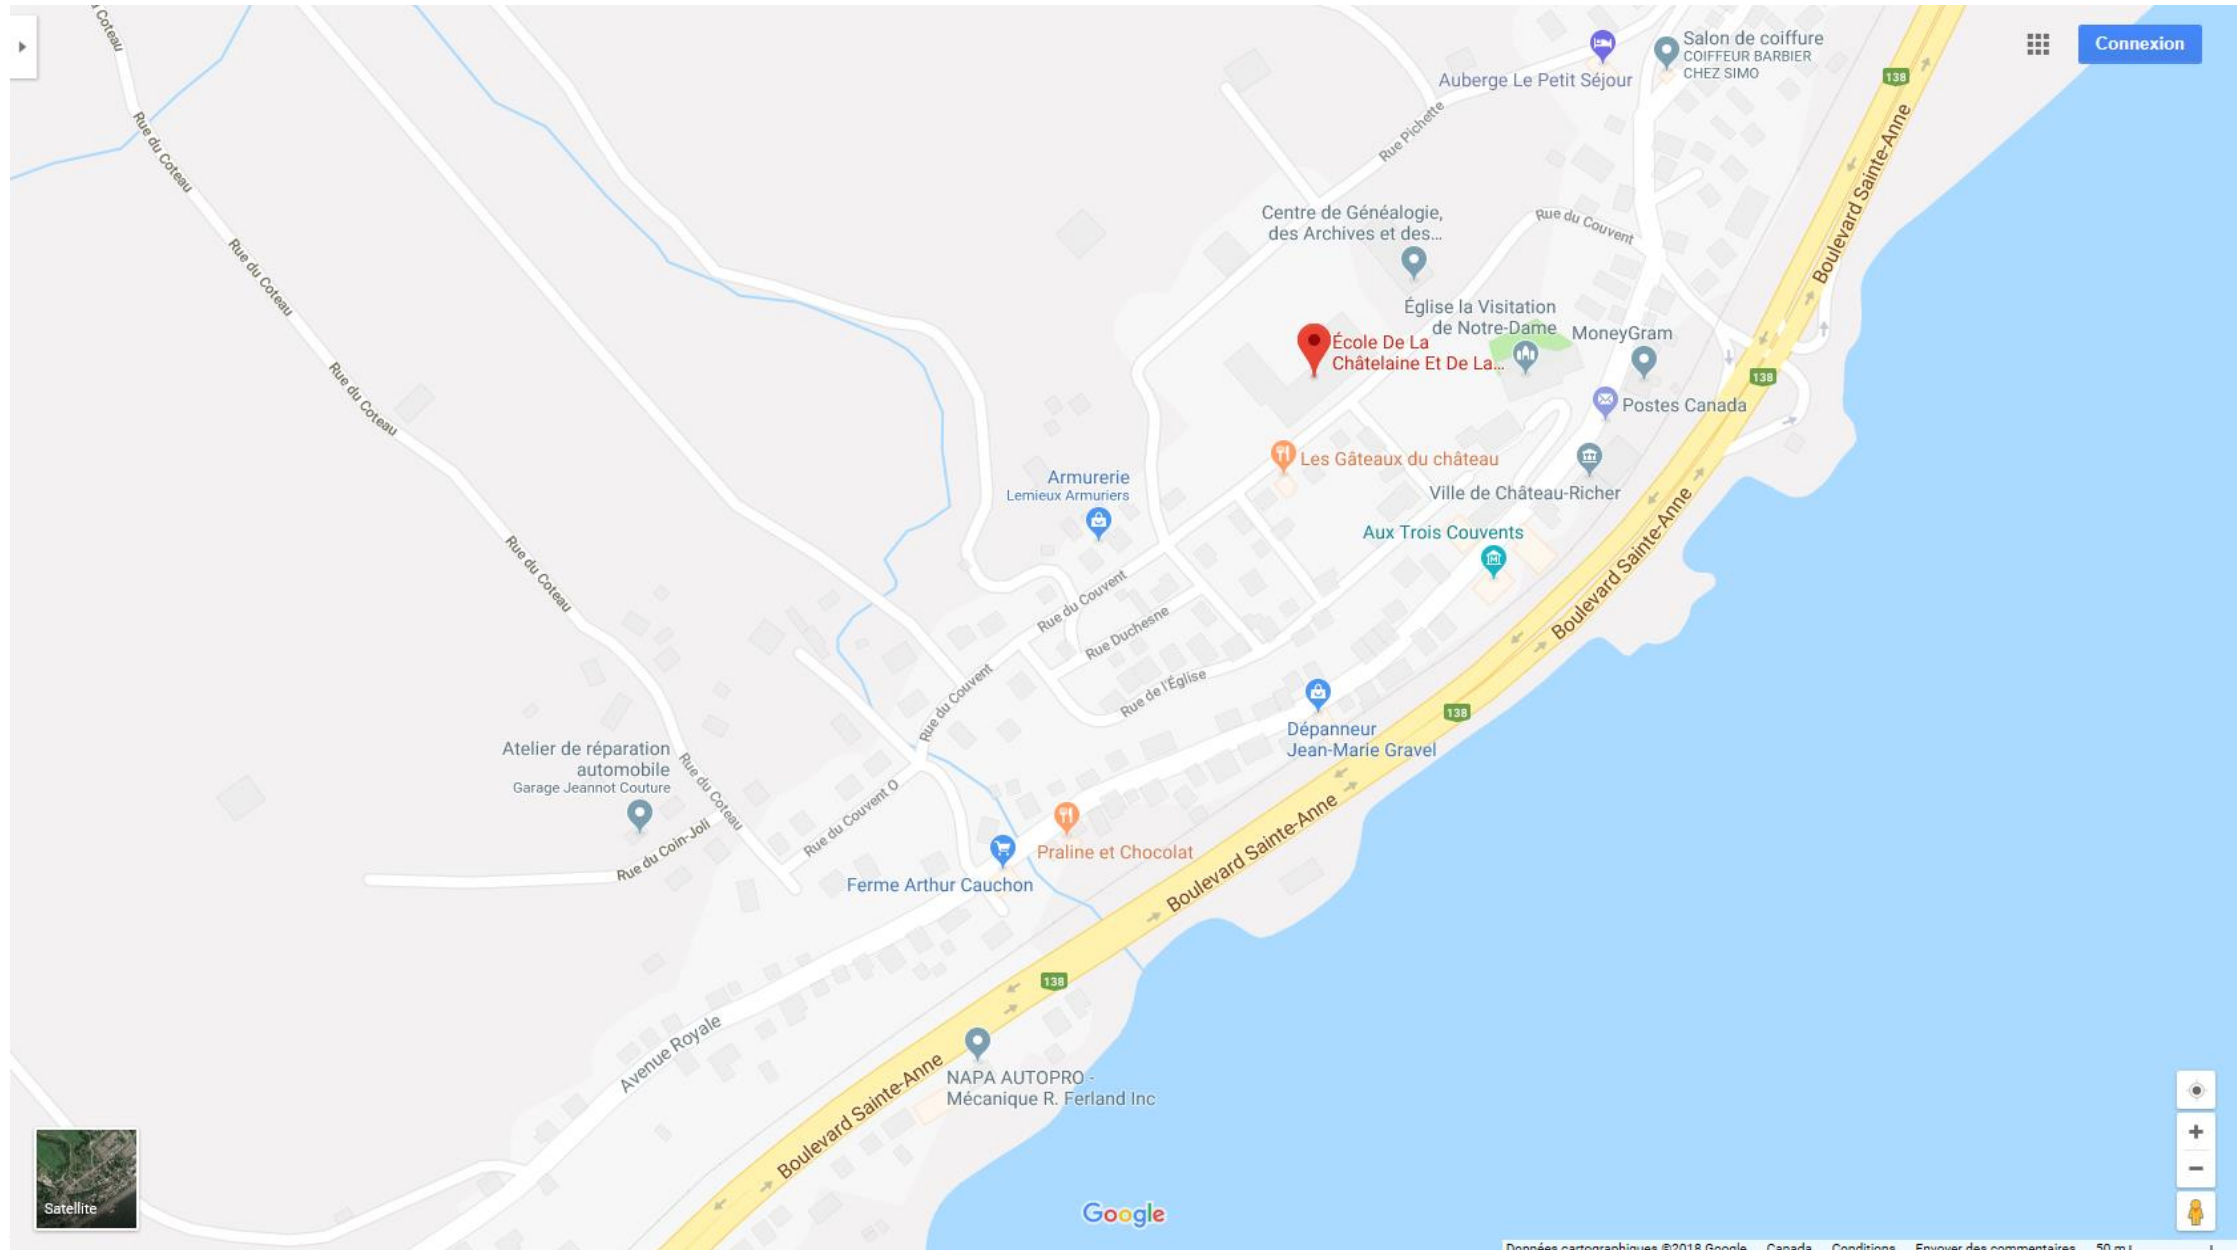 u Coteau
Salon de coiffure
COIFFEUR BARBIER
CHEZ SIMO
Connexion
138
Auberge Le Petit Séjour
Rue Pichette
Boulevard Sainte-Anne
Rue du Coteau
Centre de Généalogie,
des Archives et des...
Rue du Couvent
Rue du Coteau
Église la Visitation
de Notre-Dame
MoneyGram
École De La
Châtelaine Et De La...
138
Rue du Coteau
Postes Canada
Les Gâteaux du château
Armurerie
Lemieux Armuriers
Ville de Château-Richer
Aux Trois Couvents
Boulevard Sainte-Anne
Rue du Coteau
Rue du Couvent
Rue Duchesne
Rue du Couvent
Rue de l'Église
138
Dépanneur
Jean-Marie Gravel
Atelier de réparation
automobile
Garage Jeannot Couture
Rue du Coteau
Rue du Couvent O
Rue du Coin-Joli
Praline et Chocolat
Boulevard Sainte-Anne
Ferme Arthur Cauchon
138
Avenue Royale
NAPA AUTOPRO -
Mécanique R. Ferland Inc
Boulevard Sainte-Anne
Satellite
Google
Données cartographiques ©2018 Google Canada Conditions Envoyer des commentaires 50 m